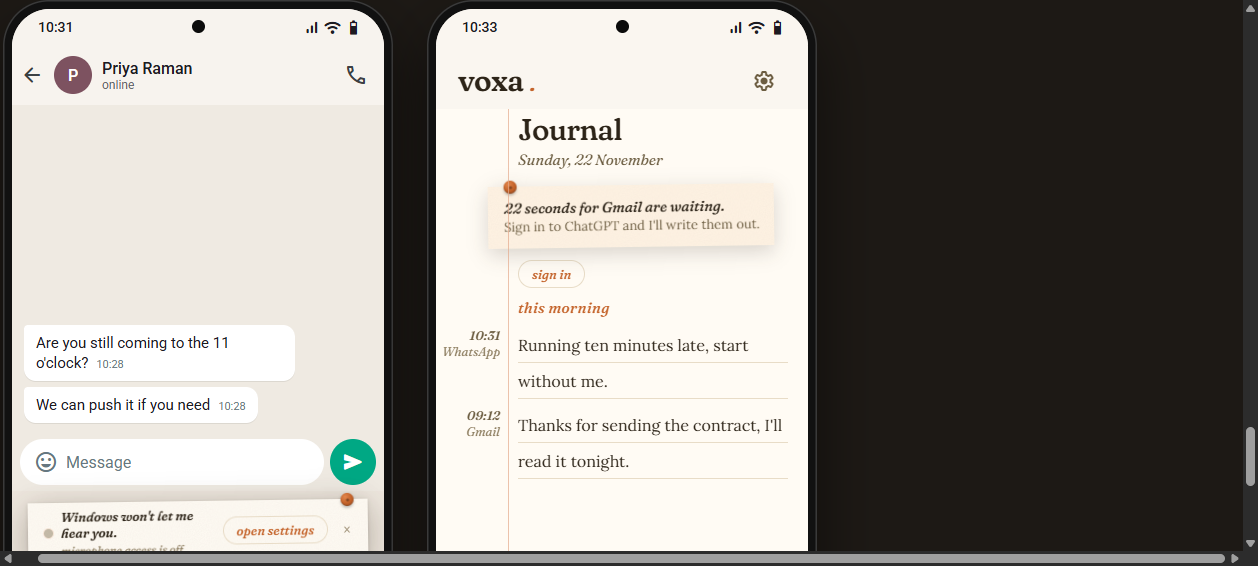 10:31
P
Priya Raman
online
Are you still coming to the 11
o'clock? 10:28
We can push it if you need 10:28
Message
Windows won't let me
hear you.
microphone access is off
open settings
×
10:33
voxa.
Journal
Sunday, 22 November
22 seconds for Gmail are waiting.
Sign in to ChatGPT and I'll write them out.
sign in
this morning
10:31
WhatsApp
Running ten minutes late, start
without me.
09:12
Gmail
Thanks for sending the contract, I'll
read it tonight.